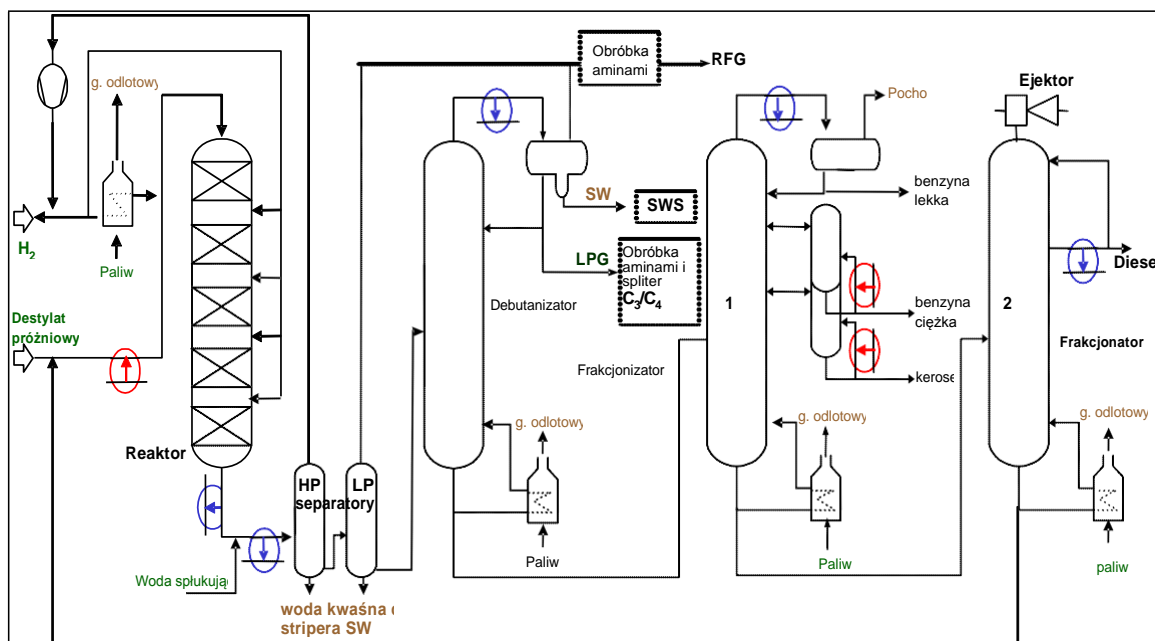 Obróbka
aminami
RFG
Ejektor
g. odlotowy
Pocho
benzyna
lekka
SW
SWS
H2
Paliw
LPG
Obróbka
aminami i
spliter
C3/C4
Diese
Debutanizator
1
2
benzyna
ciężka
Destylat
próżniowy
Frakcjonizator
Frakcjonator
kerose
g. odlotowy
g. odlotowy
g. odlotowy
Reaktor
HP
LP
separatory
Paliw
Paliw
paliw
Woda spłukują
woda kwaśna c
stripera SW